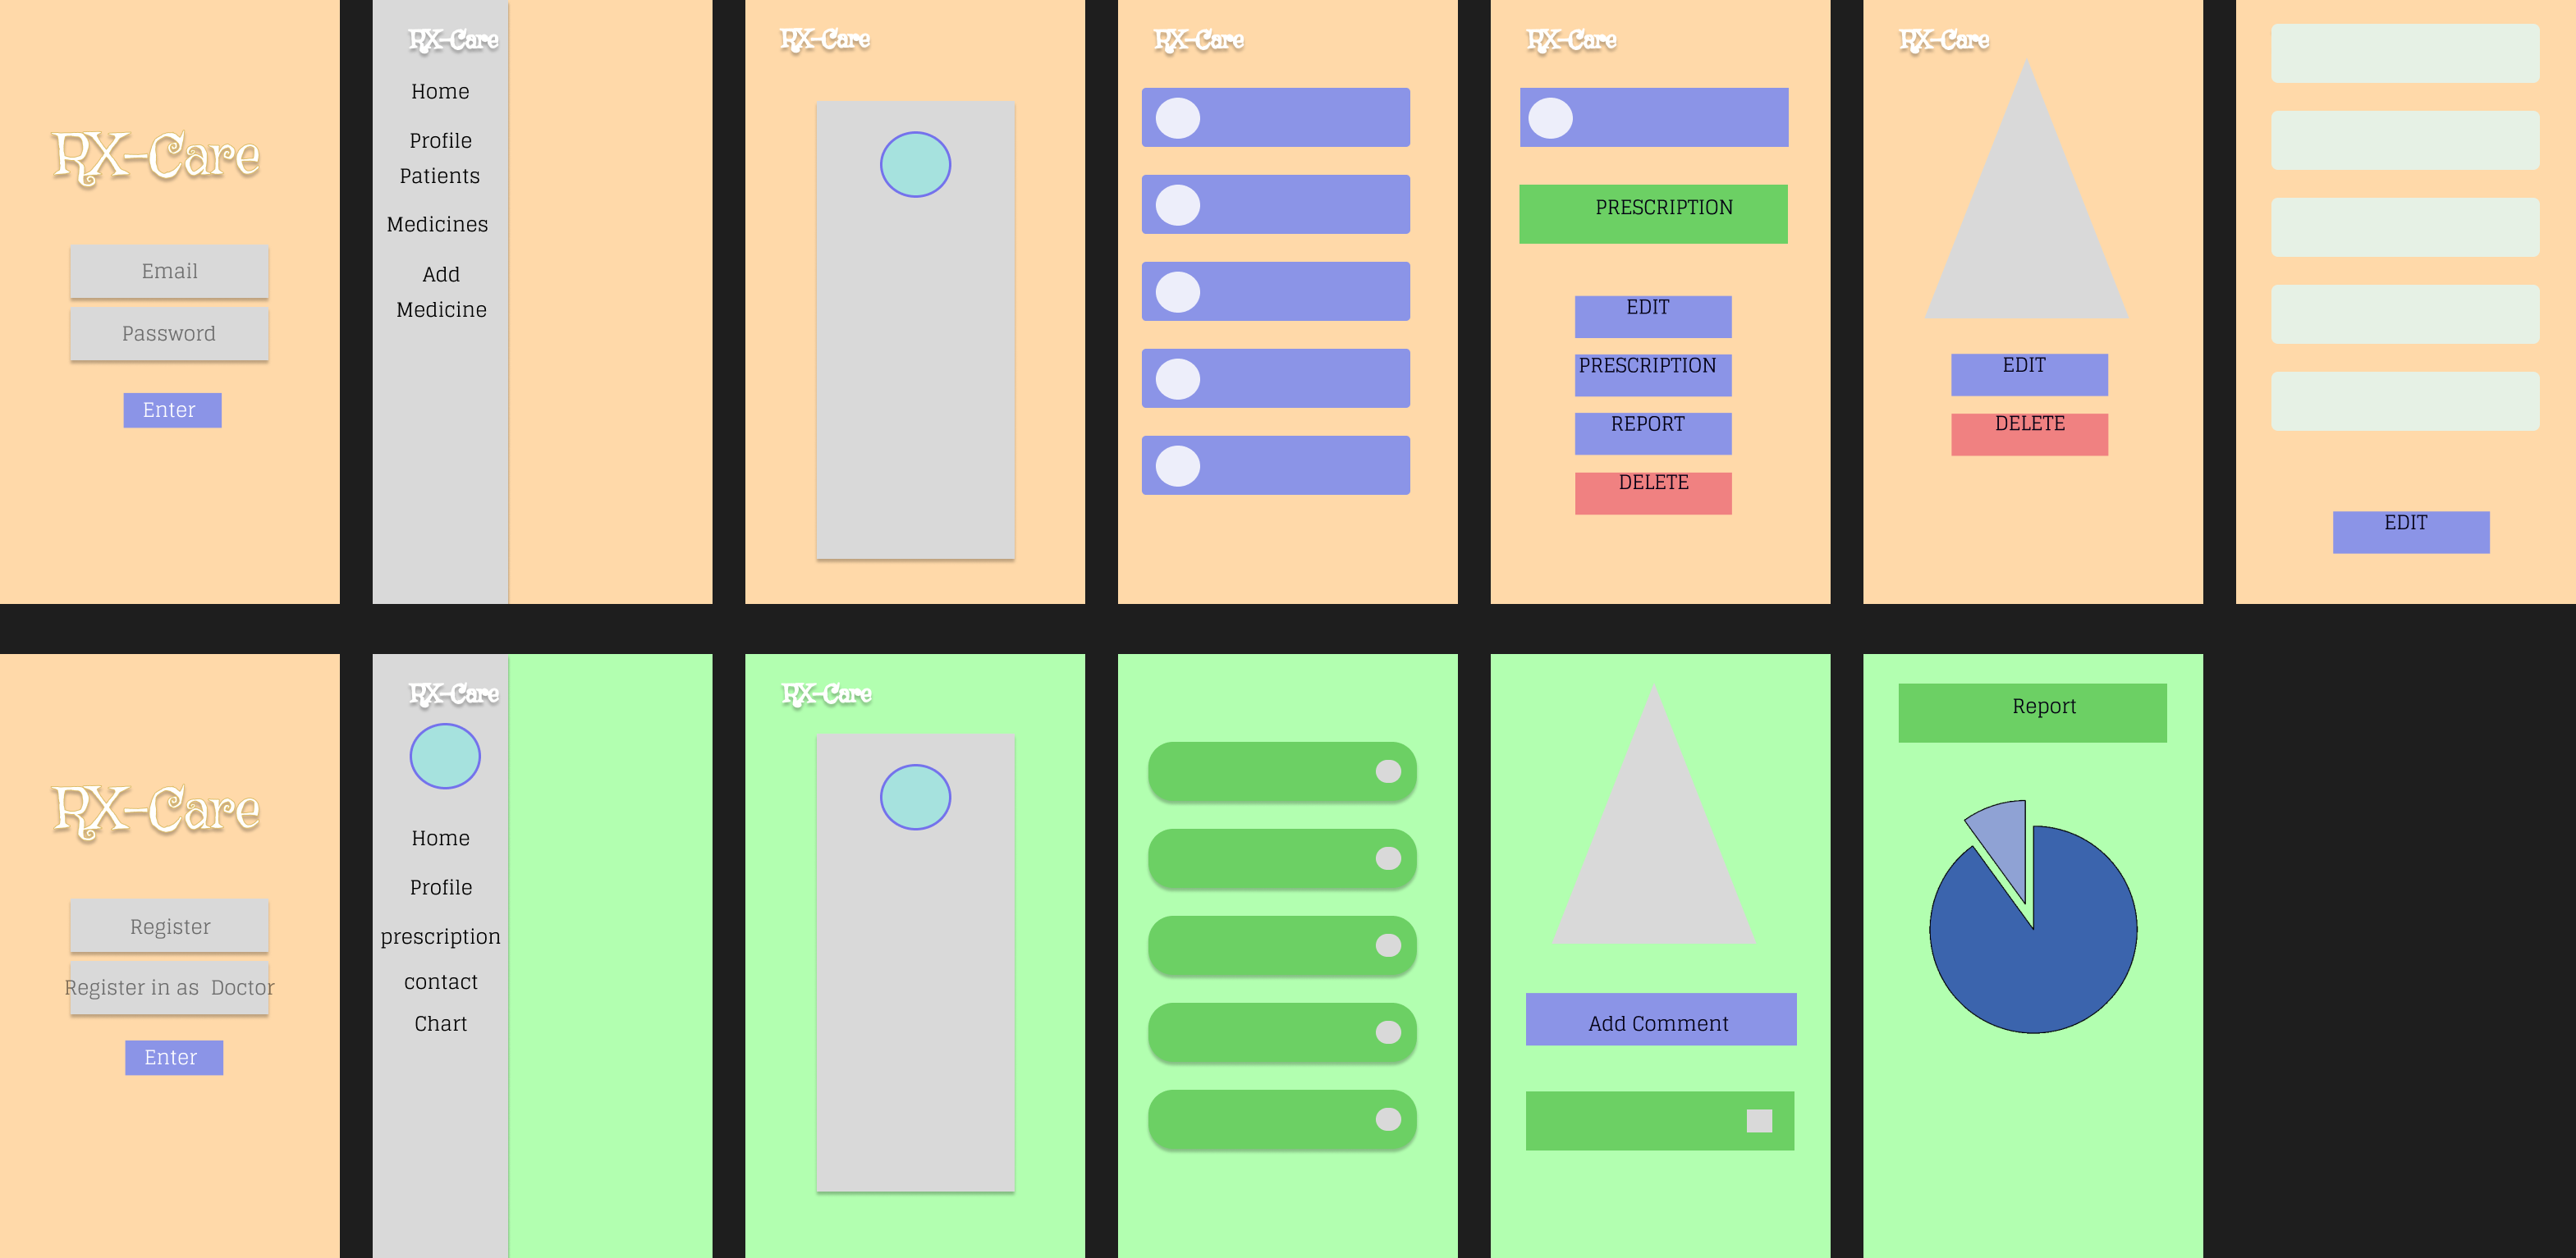 RX-Care
Email
Password
Enter
RX-Care
Home
Profile
Patients
Medicines
Add
Medicine
RX-Care
RX-Care
RX-Care
PRESCRIPTION
EDIT
PRESCRIPTION
REPORT
DELETE
RX-Care
EDIT
DELETE
EDIT
RX-Care
Register
Register in as Doctor
Enter
RX-Care
Home
Profile
prescription
contact
Chart
RX-Care
Add Comment
Report